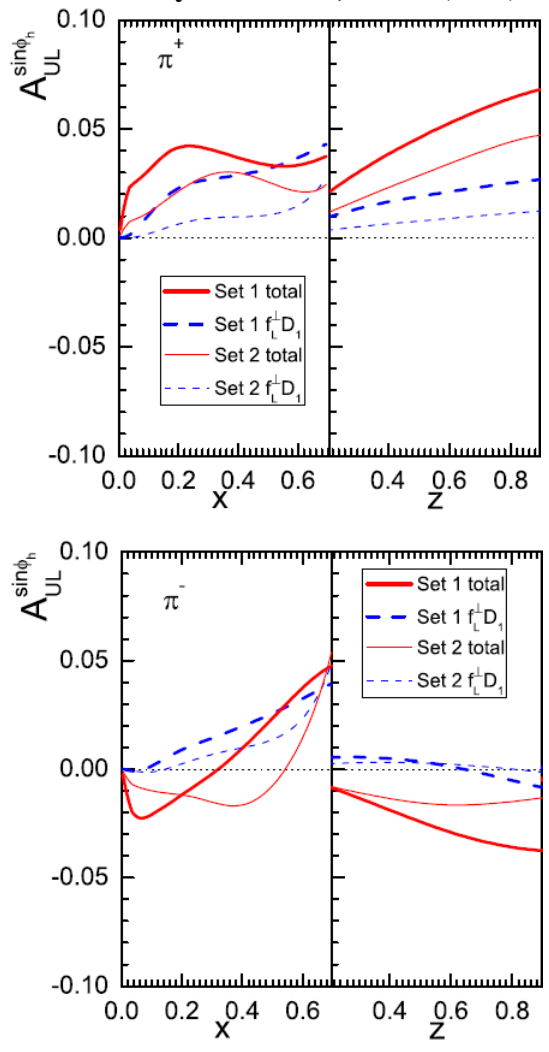 π⁺
A_UL^sinϕ_h
0.10
0.05
0.00
-0.05
-0.10
Set 1 total
Set 1 f_L^⊥D_1
Set 2 total
Set 2 f_L^⊥D_1
0.0 0.2 0.4 0.6 0.4 0.6 0.8
x z
π⁻
A_UL^sinϕ_h
0.10
0.05
0.00
-0.05
-0.10
Set 1 total
Set 1 f_L^⊥D_1
Set 2 total
Set 2 f_L^⊥D_1
0.0 0.2 0.4 0.6 0.4 0.6 0.8
x z